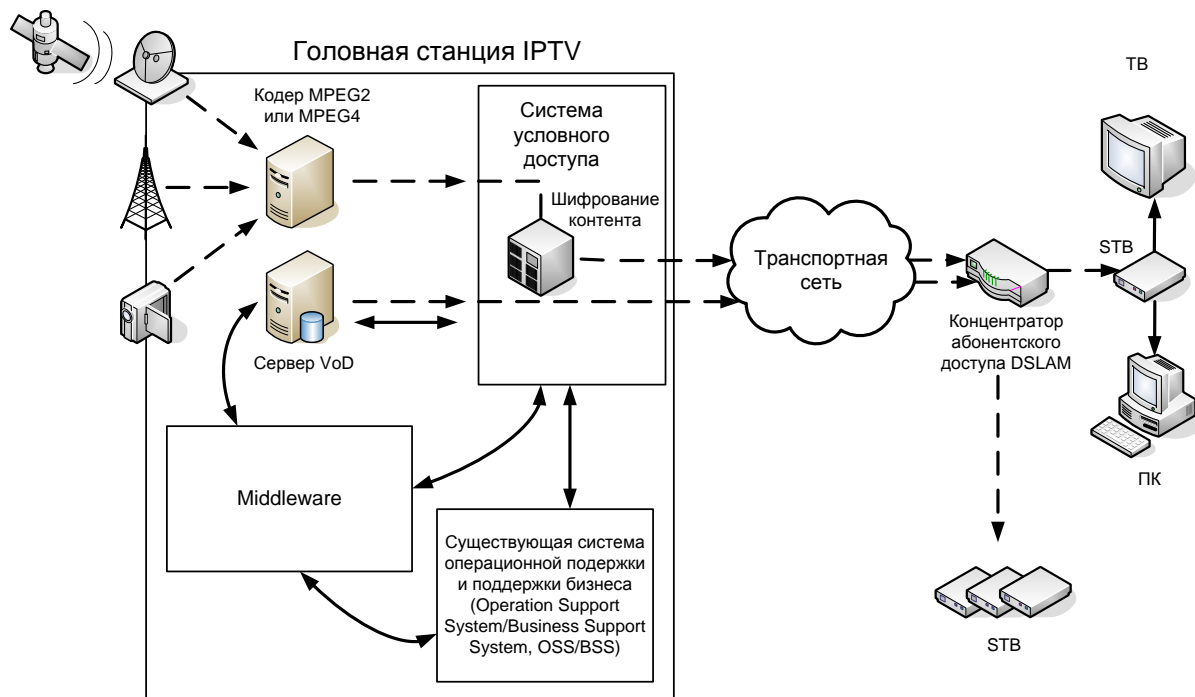 Головная станция IPTV
Кодер MPEG2
или MPEG4
Система
условного
доступа
Шифрование
контента
Сервер VoD
Middleware
Существующая система
операционной подержки
и поддержки бизнеса
(Operation Support
System/Business Support
System, OSS/BSS)
Транспортная
сеть
Концентратор
абонентского
доступа DSLAM
ТВ
STB
ПК
STB